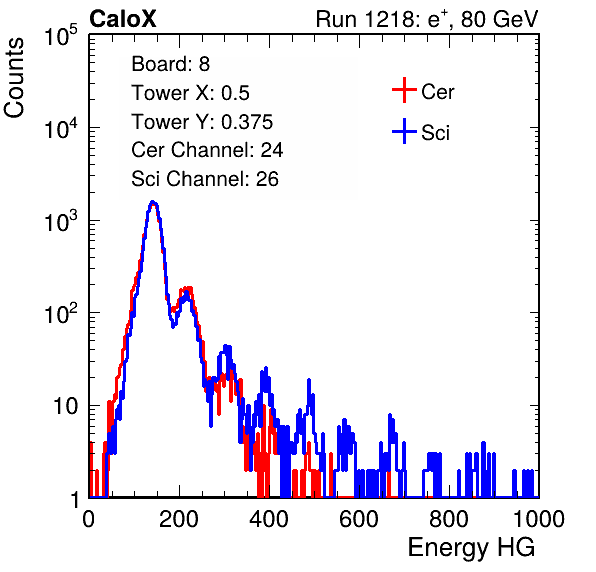 CaloX Run 1218: e⁺, 80 GeV
Counts
Board: 8
Tower X: 0.5
Tower Y: 0.375
Cer Channel: 24
Sci Channel: 26
Cer
Sci
10⁵
10⁴
10³
10²
10
1
0 200 400 600 800 1000
Energy HG